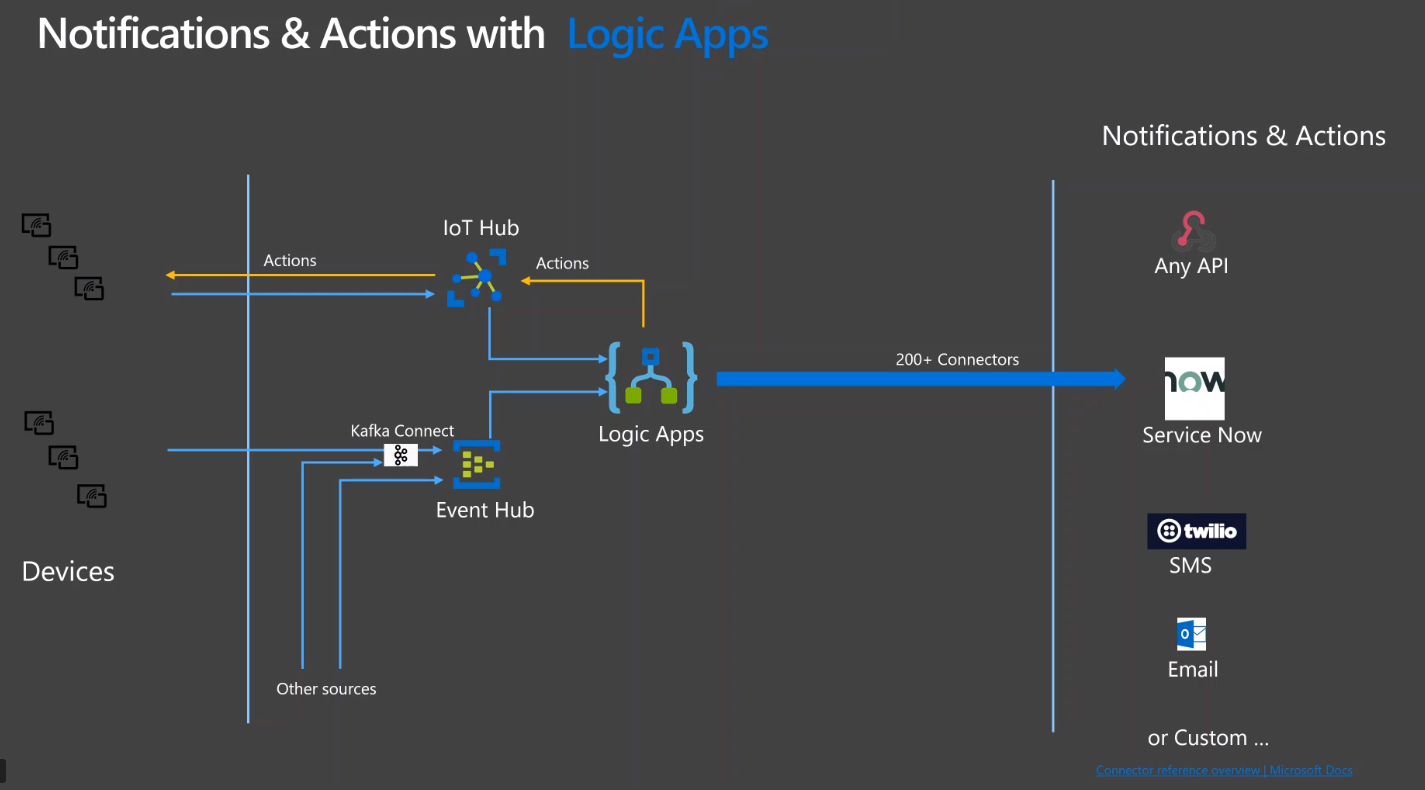 Notifications & Actions with Logic Apps
Notifications & Actions
IoT Hub
Actions
Actions
Any API
200+ Connectors
now
Kafka Connect
Logic Apps
Service Now
Event Hub
twilio
SMS
Devices
Email
Other sources
or Custom ...
Connector reference overview | Microsoft Docs